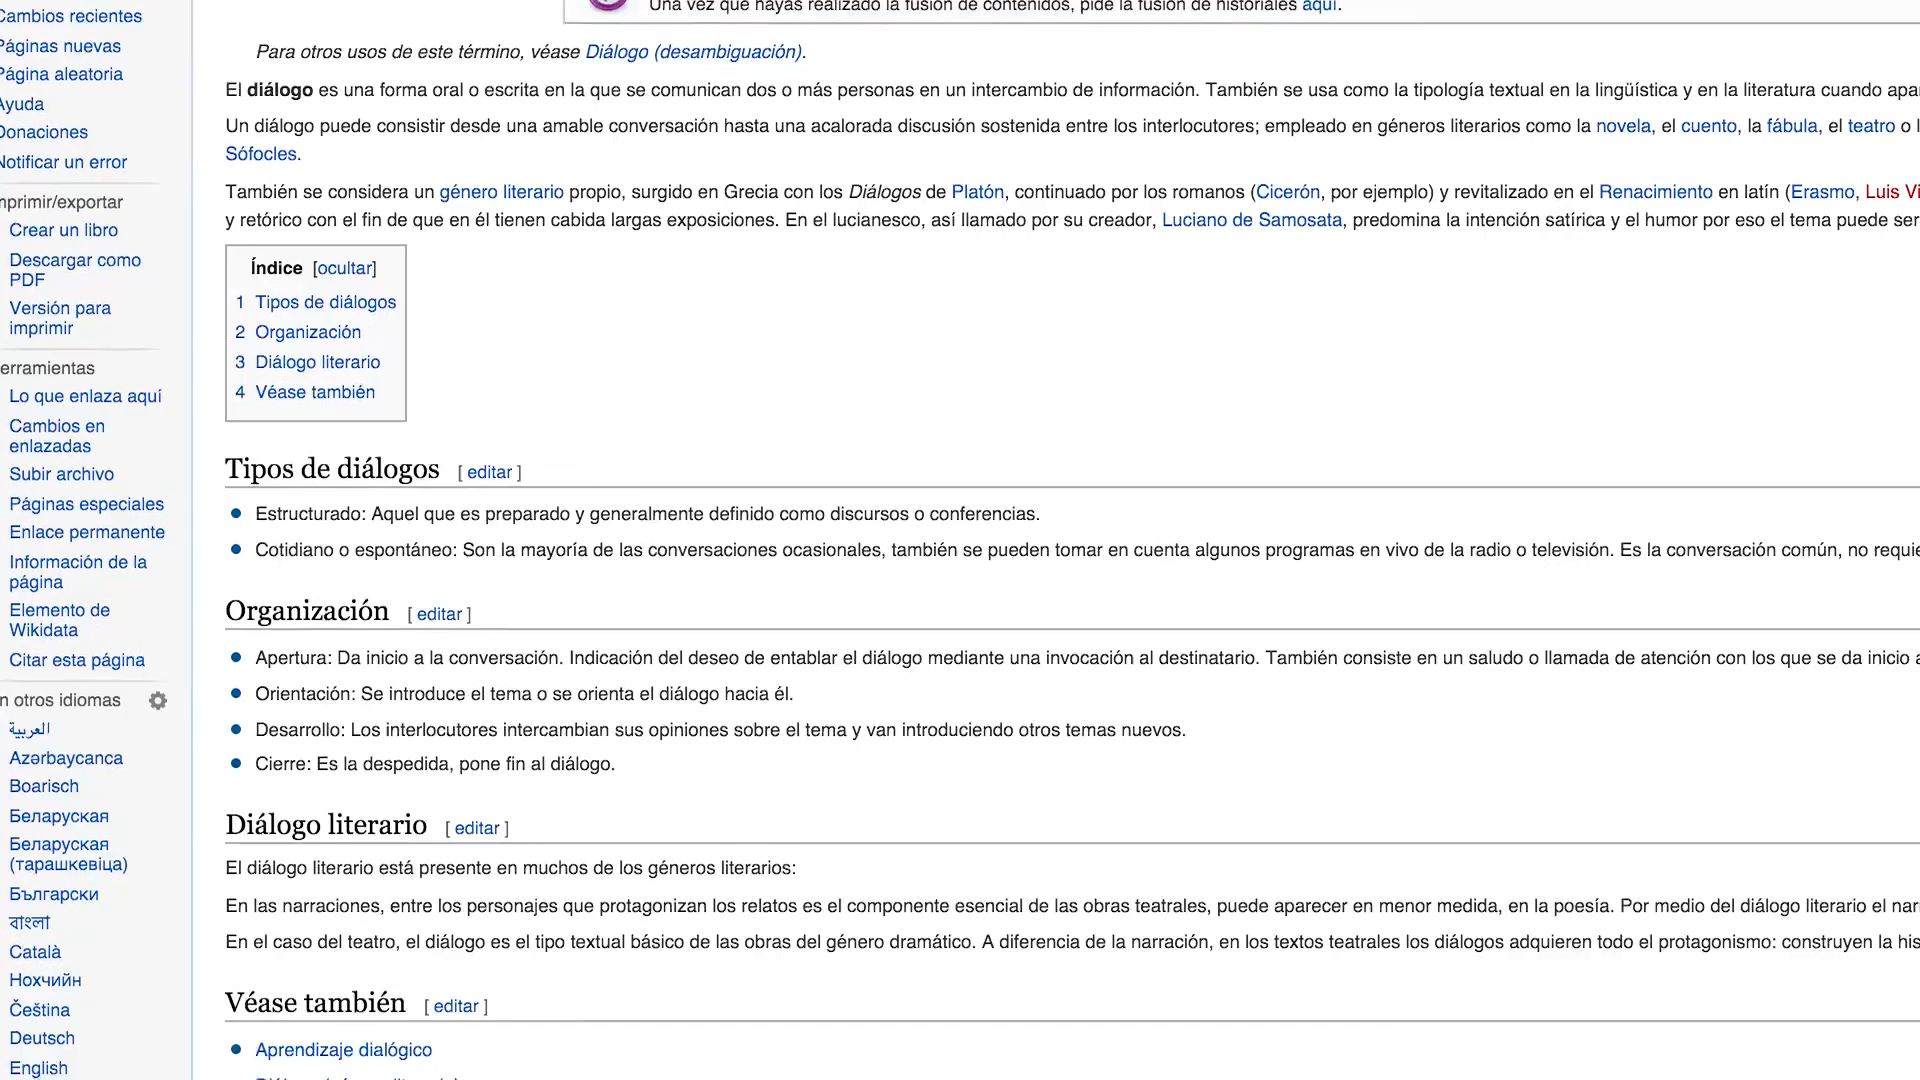 Cambios recientes
Páginas nuevas
Página aleatoria
Ayuda
Donaciones
Notificar un error
mprimir/exportar
Crear un libro
Descargar como
PDF
Versión para
imprimir
erramientas
Lo que enlaza aquí
Cambios en
enlazadas
Subir archivo
Páginas especiales
Enlace permanente
Información de la
página
Elemento de
Wikidata
Citar esta página
n otros idiomas
العربية
Azərbaycanca
Boarisch
Беларуская
Беларуская
(тарашкевіца)
Български
বাংলা
Català
Нохчийн
Čeština
Deutsch
English
Una vez que hayas realizado la fusión de contenidos, pide la fusión de historiales aquí.
Para otros usos de este término, véase Diálogo (desambiguación).
El diálogo es una forma oral o escrita en la que se comunican dos o más personas en un intercambio de información. También se usa como la tipología textual en la lingüística y en la literatura cuando apa
Un diálogo puede consistir desde una amable conversación hasta una acalorada discusión sostenida entre los interlocutores; empleado en géneros literarios como la novela, el cuento, la fábula, el teatro o l
Sófocles.
También se considera un género literario propio, surgido en Grecia con los Diálogos de Platón, continuado por los romanos (Cicerón, por ejemplo) y revitalizado en el Renacimiento en latín (Erasmo, Luis Vi
y retórico con el fin de que en él tienen cabida largas exposiciones. En el lucianesco, así llamado por su creador, Luciano de Samosata, predomina la intención satírica y el humor por eso el tema puede ser
Índice [ocultar]
1 Tipos de diálogos
2 Organización
3 Diálogo literario
4 Véase también
Tipos de diálogos [ editar ]
Estructurado: Aquel que es preparado y generalmente definido como discursos o conferencias.
Cotidiano o espontáneo: Son la mayoría de las conversaciones ocasionales, también se pueden tomar en cuenta algunos programas en vivo de la radio o televisión. Es la conversación común, no requie
Organización [ editar ]
Apertura: Da inicio a la conversación. Indicación del deseo de entablar el diálogo mediante una invocación al destinatario. También consiste en un saludo o llamada de atención con los que se da inicio a
Orientación: Se introduce el tema o se orienta el diálogo hacia él.
Desarrollo: Los interlocutores intercambian sus opiniones sobre el tema y van introduciendo otros temas nuevos.
Cierre: Es la despedida, pone fin al diálogo.
Diálogo literario [ editar ]
El diálogo literario está presente en muchos de los géneros literarios:
En las narraciones, entre los personajes que protagonizan los relatos es el componente esencial de las obras teatrales, puede aparecer en menor medida, en la poesía. Por medio del diálogo literario el nar
En el caso del teatro, el diálogo es el tipo textual básico de las obras del género dramático. A diferencia de la narración, en los textos teatrales los diálogos adquieren todo el protagonismo: construyen la his
Véase también [ editar ]
Aprendizaje dialógico